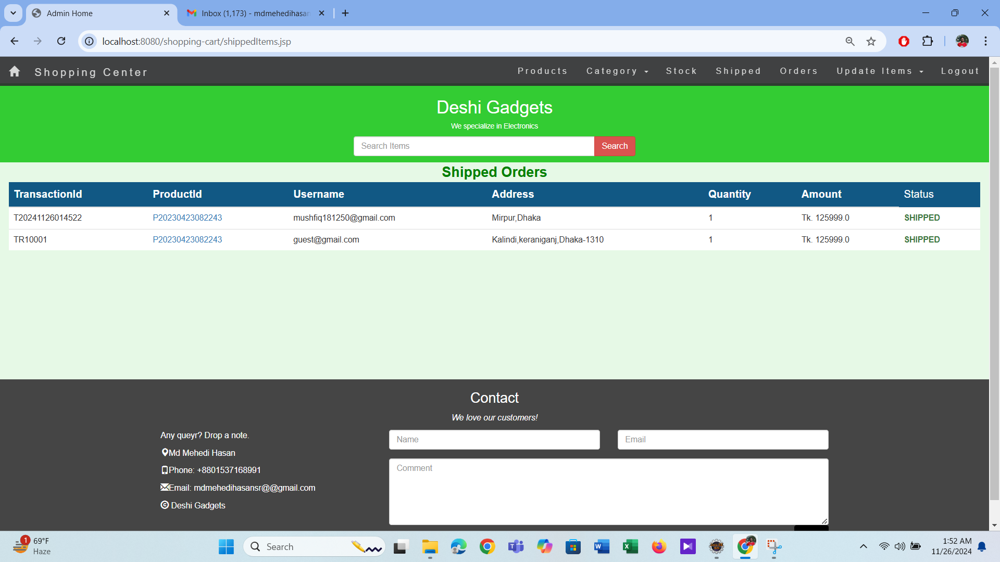 Admin Home
Inbox (1,173) - mdmehedihasan
localhost:8080/shopping-cart/shippedItems.jsp
Shopping Center
Products Category Stock Shipped Orders Update Items Logout
Deshi Gadgets
We specialize in Electronics
Search Items Search
Shipped Orders
TransactionId ProductId Username Address Quantity Amount Status
T20241126014522 P20230423082243 mushfiq181250@gmail.com Mirpur,Dhaka 1 Tk. 125999.0 SHIPPED
TR10001 P20230423082243 guest@gmail.com Kalindi,keraniganj,Dhaka-1310 1 Tk. 125999.0 SHIPPED
Contact
We love our customers!
Any queyr? Drop a note.
Name Email
Md Mehedi Hasan
Comment
Phone: +8801537168991
Email: mdmehedihasansr@@gmail.com
© Deshi Gadgets
1 69°F
Haze
Search
1:52 AM
11/26/2024